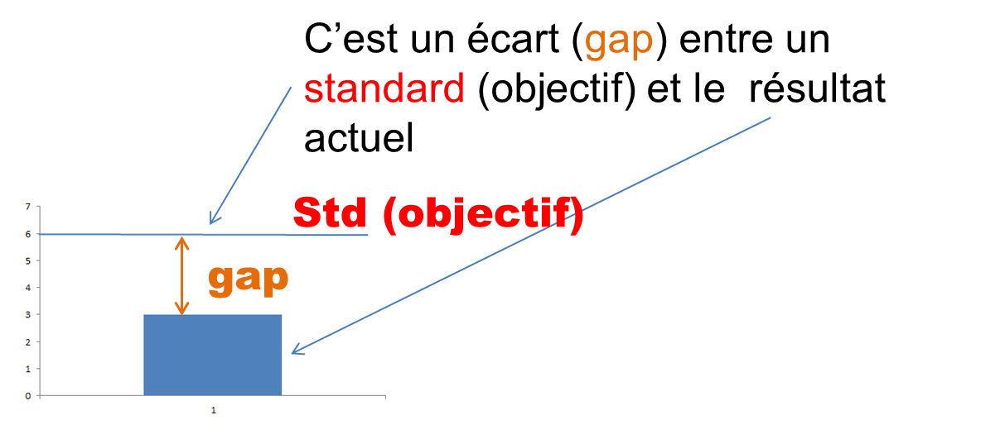 C’est un écart (gap) entre un
standard (objectif) et le  résultat
actuel
Std (objectif)
gap
7
6
5
4
3
2
1
0
1